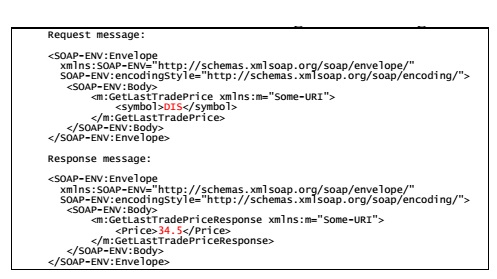 Request message:
<SOAP-ENV:Envelope
xmlns:SOAP-ENV="http://schemas.xmlsoap.org/soap/envelope/"
SOAP-ENV:encodingStyle="http://schemas.xmlsoap.org/soap/encoding/">
<SOAP-ENV:Body>
<m:GetLastTradePrice xmlns:m="Some-URI">
<symbol>DIS</symbol>
</m:GetLastTradePrice>
</SOAP-ENV:Body>
</SOAP-ENV:Envelope>
Response message:
<SOAP-ENV:Envelope
xmlns:SOAP-ENV="http://schemas.xmlsoap.org/soap/envelope/"
SOAP-ENV:encodingStyle="http://schemas.xmlsoap.org/soap/encoding/">
<SOAP-ENV:Body>
<m:GetLastTradePriceResponse xmlns:m="Some-URI">
<Price>34.5</Price>
</m:GetLastTradePriceResponse>
</SOAP-ENV:Body>
</SOAP-ENV:Envelope>